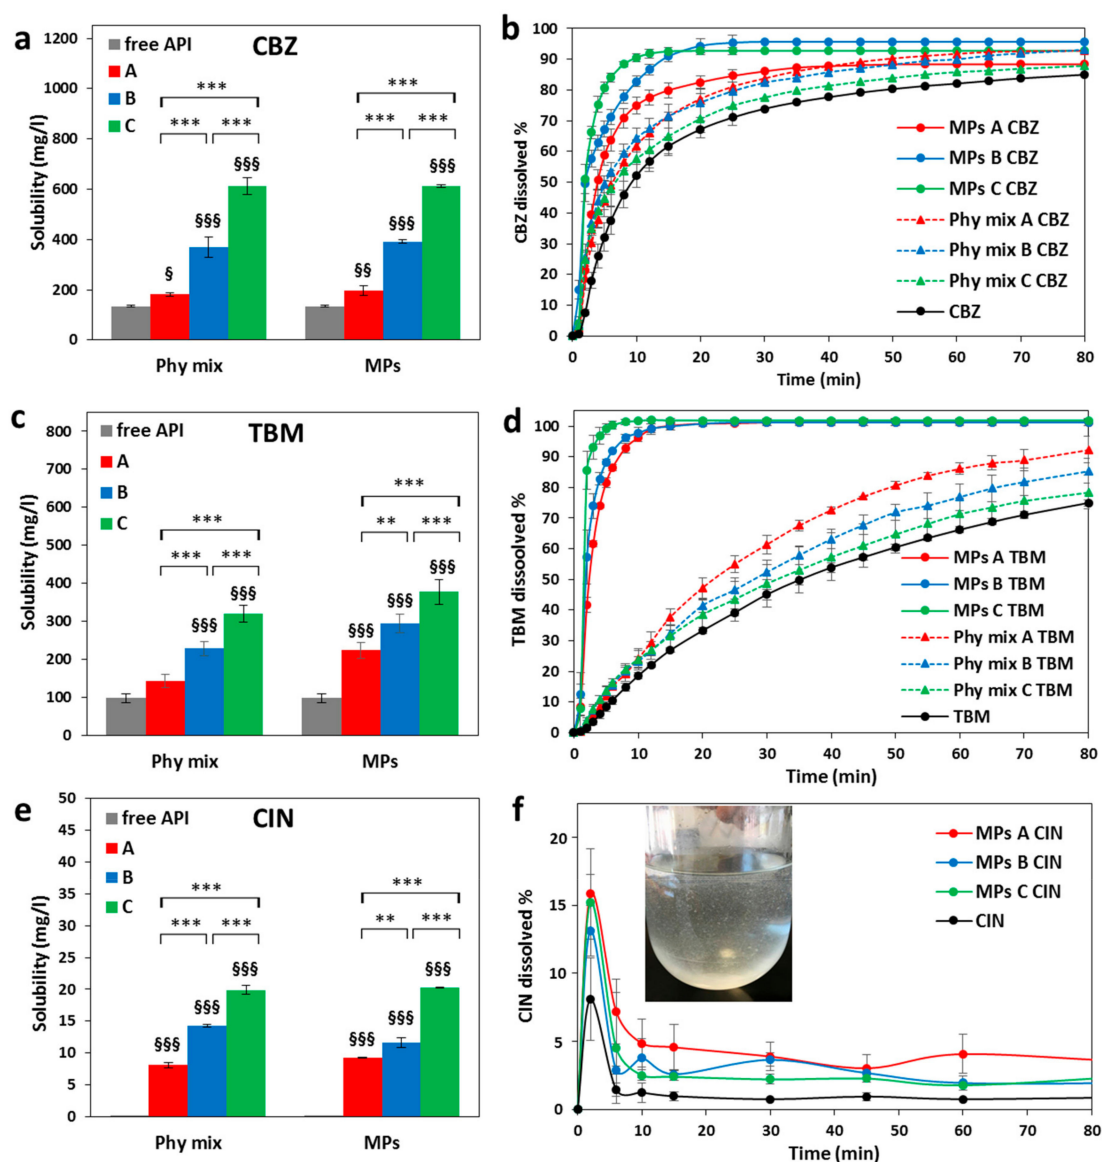 a
CBZ
free API
A
B
C
Solubility (mg/l)
1200
1000
800
600
400
200
0
***
*** ***
§
§§§
§§§
***
*** ***
§§
§§§
§§§
Phy mix MPs
b
CBZ dissolved %
100
90
80
70
60
50
40
30
20
10
0
MPs A CBZ
MPs B CBZ
MPs C CBZ
Phy mix A CBZ
Phy mix B CBZ
Phy mix C CBZ
CBZ
0 10 20 30 40 50 60 70 80
Time (min)
c
TBM
free API
A
B
C
Solubility (mg/l)
800
700
600
500
400
300
200
100
0
***
*** ***
§§§
§§§
***
** ***
§§§
§§§
§§§
Phy mix MPs
d
TBM dissolved %
100
90
80
70
60
50
40
30
20
10
0
MPs A TBM
MPs B TBM
MPs C TBM
Phy mix A TBM
Phy mix B TBM
Phy mix C TBM
TBM
0 10 20 30 40 50 60 70 80
Time (min)
e
CIN
free API
A
B
C
Solubility (mg/l)
50
45
40
35
30
25
20
15
10
5
0
***
*** ***
§§§
§§§
§§§
***
** ***
§§§
§§§
§§§
Phy mix MPs
f
CIN dissolved %
20
15
10
5
0
MPs A CIN
MPs B CIN
MPs C CIN
CIN
0 10 20 30 40 50 60 70 80
Time (min)